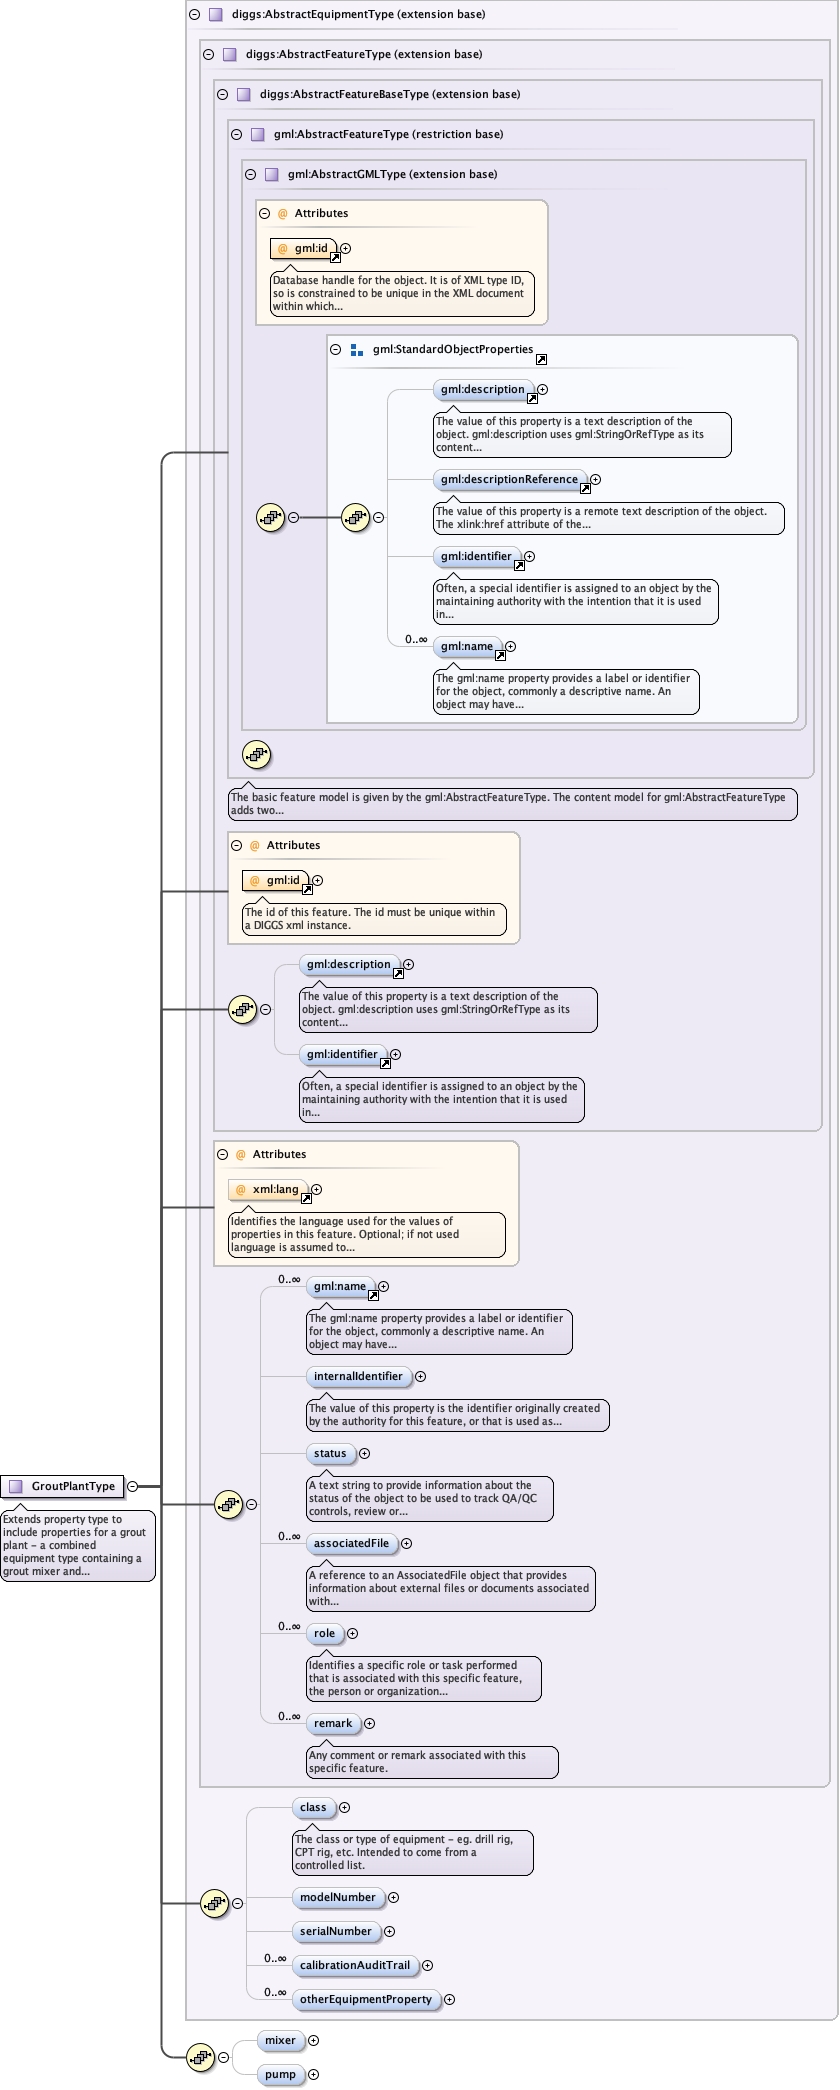 diggs:AbstractEquipmentType (extension base)
diggs:AbstractFeatureType (extension base)
diggs:AbstractFeatureBaseType (extension base)
gml:AbstractFeatureType (restriction base)
gml:AbstractGMLType (extension base)
@ Attributes
@ gml:id
Database handle for the object. It is of XML type ID,
so is constrained to be unique in the XML document
within which...
gml:StandardObjectProperties
gml:description
The value of this property is a text description of the
object. gml:description uses gml:StringOrRefType as its
content...
gml:descriptionReference
The value of this property is a remote text description of the object.
The xlink:href attribute of the...
gml:identifier
Often, a special identifier is assigned to an object by the
maintaining authority with the intention that it is used
in...
0..∞
gml:name
The gml:name property provides a label or identifier
for the object, commonly a descriptive name. An
object may have...
The basic feature model is given by the gml:AbstractFeatureType. The content model for gml:AbstractFeatureType
adds two...
@ Attributes
@ gml:id
The id of this feature. The id must be unique within
a DIGGS xml instance.
gml:description
The value of this property is a text description of the
object. gml:description uses gml:StringOrRefType as its
content...
gml:identifier
Often, a special identifier is assigned to an object by the
maintaining authority with the intention that it is used
in...
@ Attributes
@ xml:lang
Identifies the language used for the values of
properties in this feature. Optional; if not used
language is assumed to...
0..∞
gml:name
The gml:name property provides a label or identifier
for the object, commonly a descriptive name. An
object may have...
internalIdentifier
The value of this property is the identifier originally created
by the authority for this feature, or that is used as...
status
A text string to provide information about the
status of the object to be used to track QA/QC
controls, review or...
GroutPlantType
Extends property type to
include properties for a grout
plant – a combined
equipment type containing a
grout mixer and...
0..∞
associatedFile
A reference to an AssociatedFile object that provides
information about external files or documents associated
with...
0..∞
role
Identifies a specific role or task performed
that is associated with this specific feature,
the person or organization...
0..∞
remark
Any comment or remark associated with this
specific feature.
class
The class or type of equipment – eg. drill rig,
CPT rig, etc. Intended to come from a
controlled list.
modelNumber
serialNumber
0..∞
calibrationAuditTrail
0..∞
otherEquipmentProperty
mixer
pump